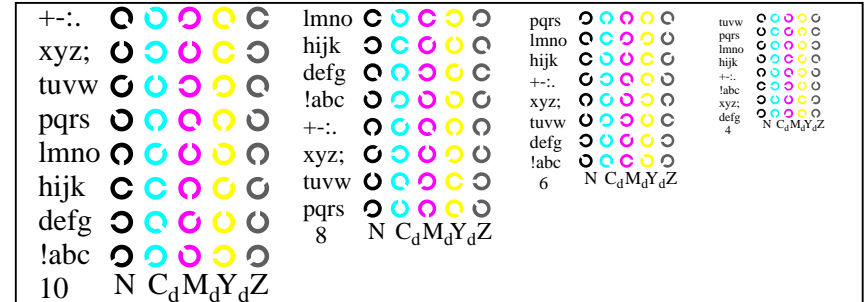 +-:.
xyz;
tuvw
pqrs
lmno
hijk
defg
!abc
10 N CdMdYdZ
lmno
hijk
defg
!abc
+-:.
xyz;
tuvw
pqrs
8 N CdMdYdZ
pqrs
lmno
hijk
+-:.
xyz;
tuvw
defg
!abc
6 N CdMdYdZ
tuvw
pqrs
lmno
hijk
+-:.
!abc
xyz;
defg
4 N CdMdYdZ